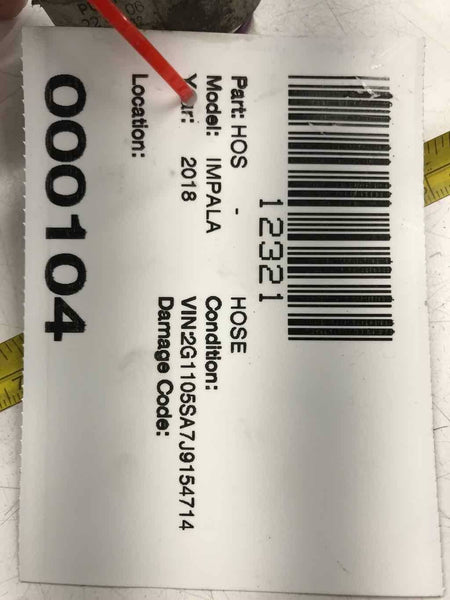 12321
Part: HOS - HOSE
Model: IMPALA Condition:
Year: 2018 VIN:2G1105SA7J9154714
Location: Damage Code:
000104